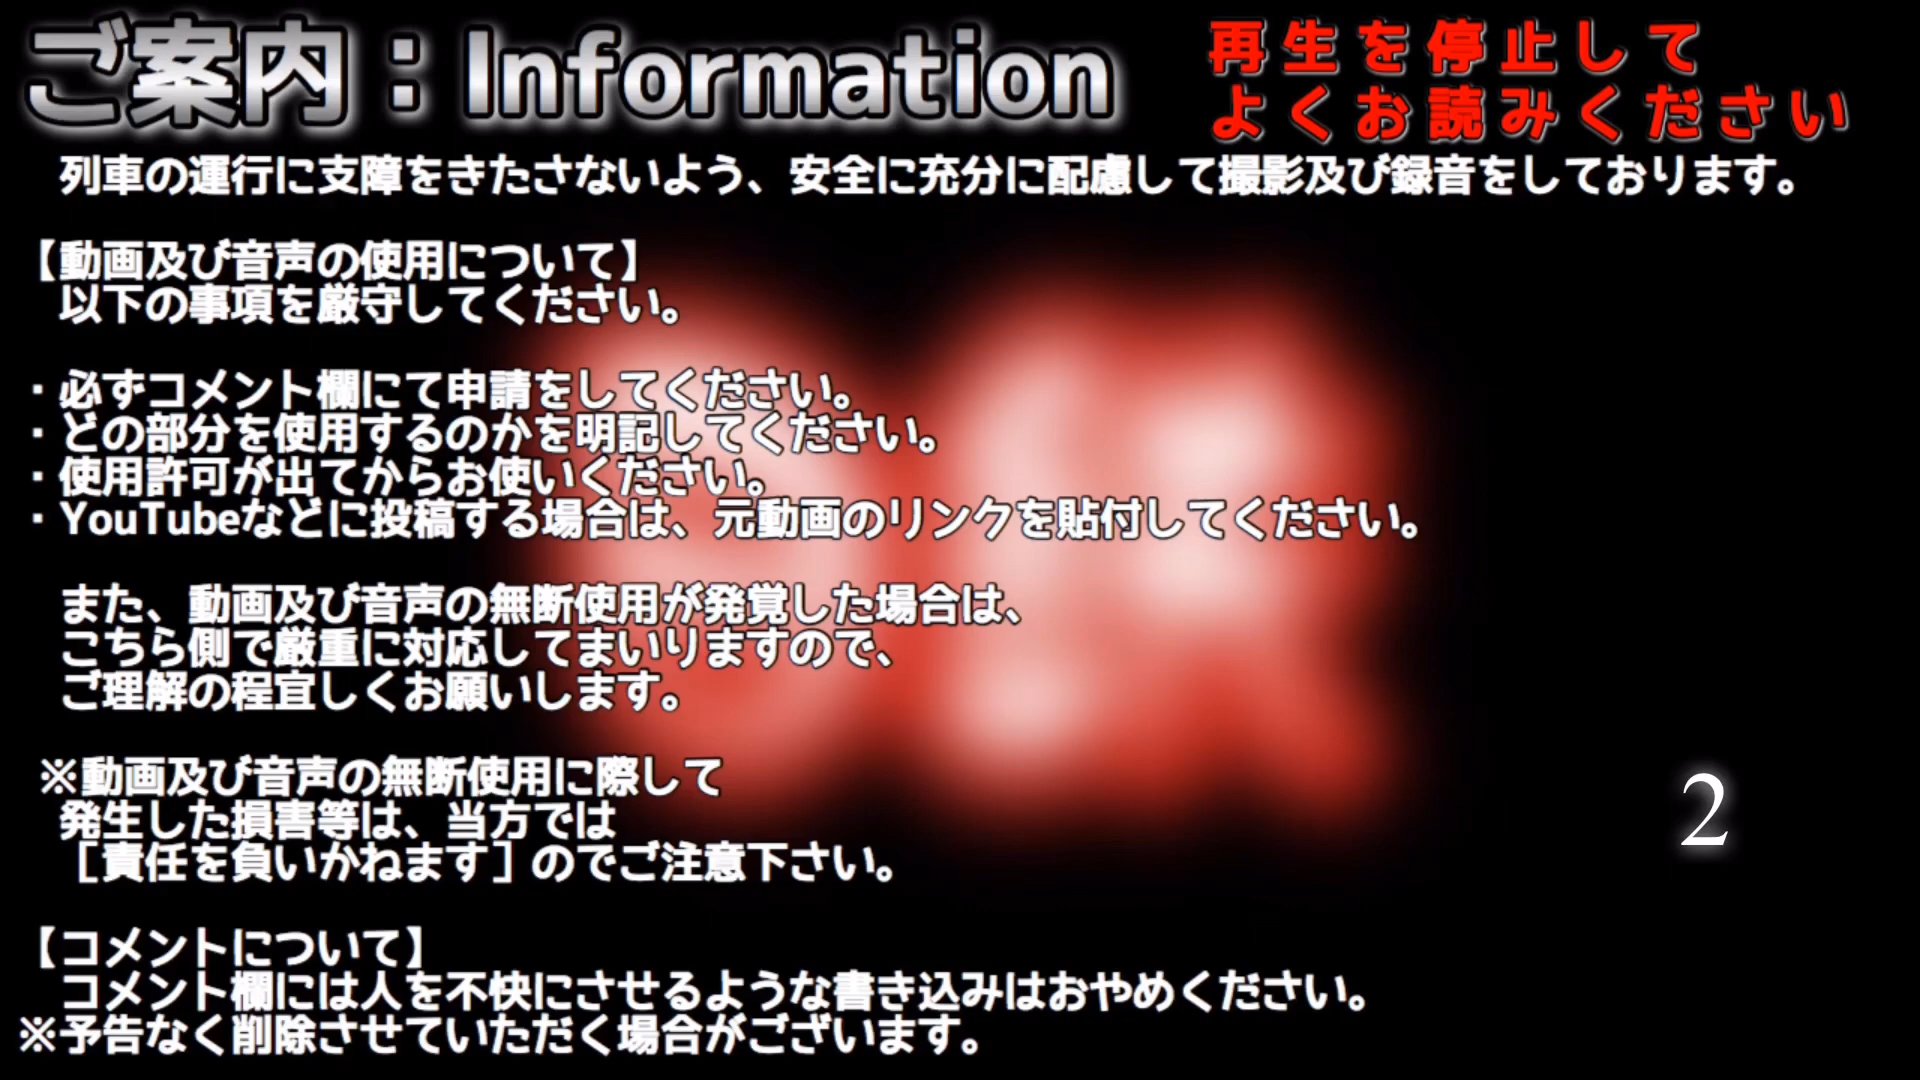 ご案内：Information
再生を停止して
よくお読みください
列車の運行に支障をきたさないよう、安全に充分に配慮して撮影及び録音をしております。
【動画及び音声の使用について】
以下の事項を厳守してください。
・必ずコメント欄にて申請をしてください。
・どの部分を使用するのかを明記してください。
・使用許可が出てからお使いください。
・YouTubeなどに投稿する場合は、元動画のリンクを貼付してください。
また、動画及び音声の無断使用が発覚した場合は、
こちら側で厳重に対応してまいりますので、
ご理解の程宜しくお願いします。
※動画及び音声の無断使用に際して
発生した損害等は、当方では
［責任を負いかねます］のでご注意下さい。
2
【コメントについて】
コメント欄には人を不快にさせるような書き込みはおやめください。
※予告なく削除させていただく場合がございます。